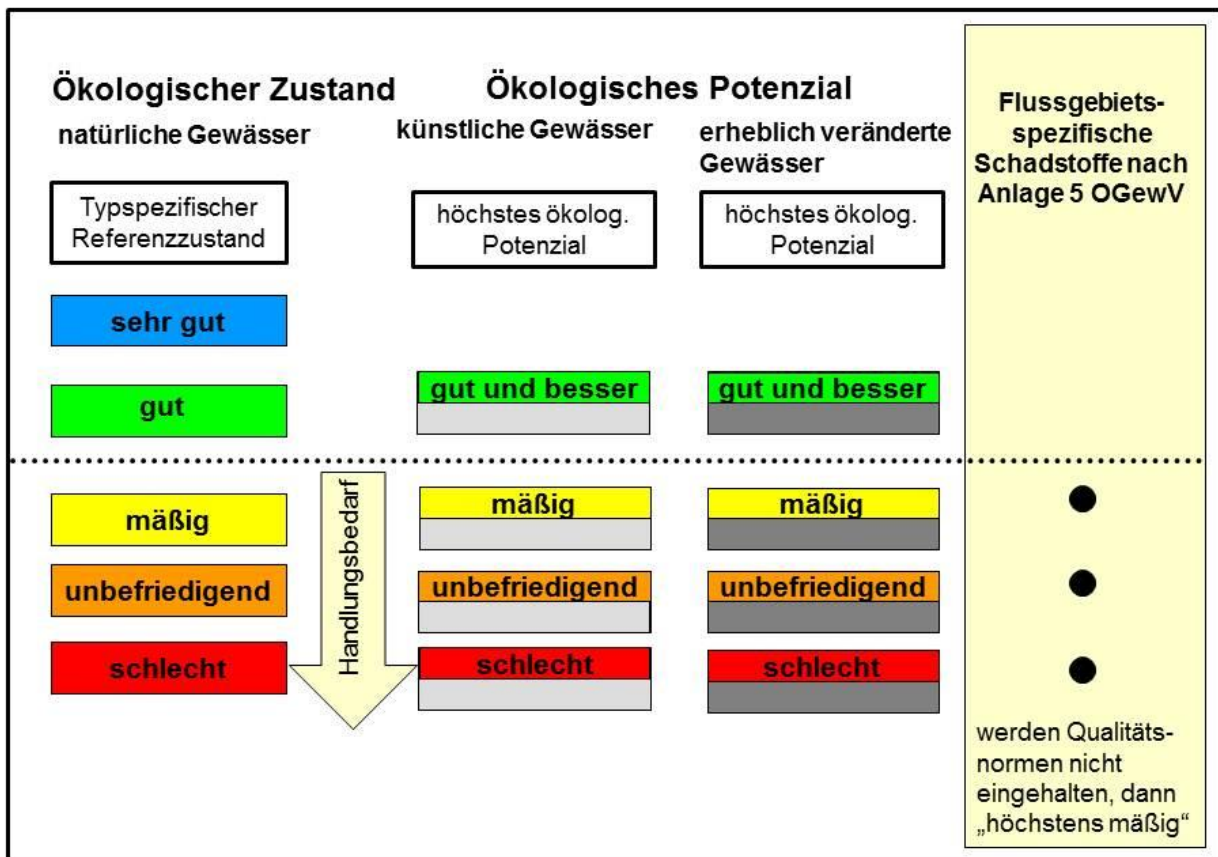 Ökologischer Zustand
natürliche Gewässer
Typspezifischer
Referenzzustand
sehr gut
gut
mäßig
unbefriedigend
schlecht
Handlungsbedarf
Ökologisches Potenzial
künstliche Gewässer
höchstes ökolog.
Potenzial
gut und besser
mäßig
unbefriedigend
schlecht
erheblich veränderte
Gewässer
höchstes ökolog.
Potenzial
gut und besser
mäßig
unbefriedigend
schlecht
Flussgebiets-
spezifische
Schadstoffe nach
Anlage 5 OGewV
werden Qualitäts-
normen nicht
eingehalten, dann
„höchstens mäßig“